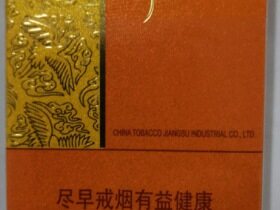 CHINA TOBACCO JIANGSU INDUSTRIAL CO., LTD.
尽早戒烟有益健康